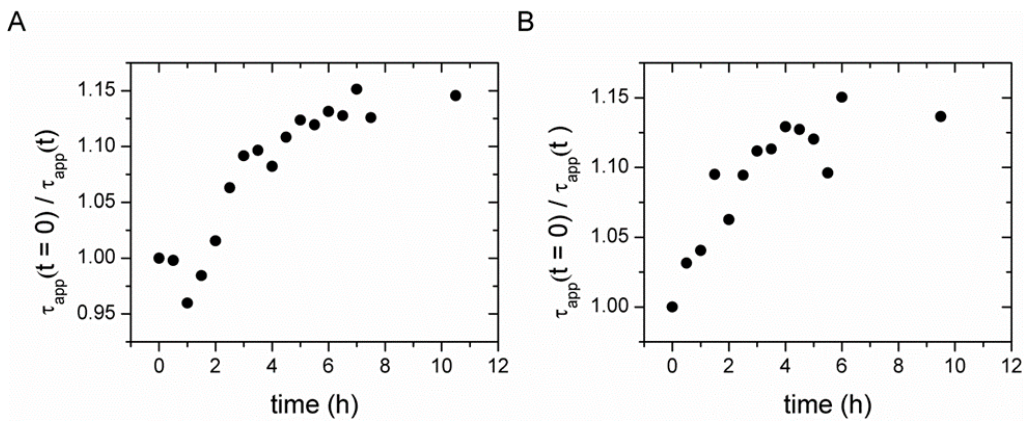 A
τapp(t = 0) / τapp(t)
1.15
1.10
1.05
1.00
0.95
0 2 4 6 8 10 12
time (h)
B
τapp(t = 0) / τapp(t )
1.15
1.10
1.05
1.00
0 2 4 6 8 10 12
time (h)